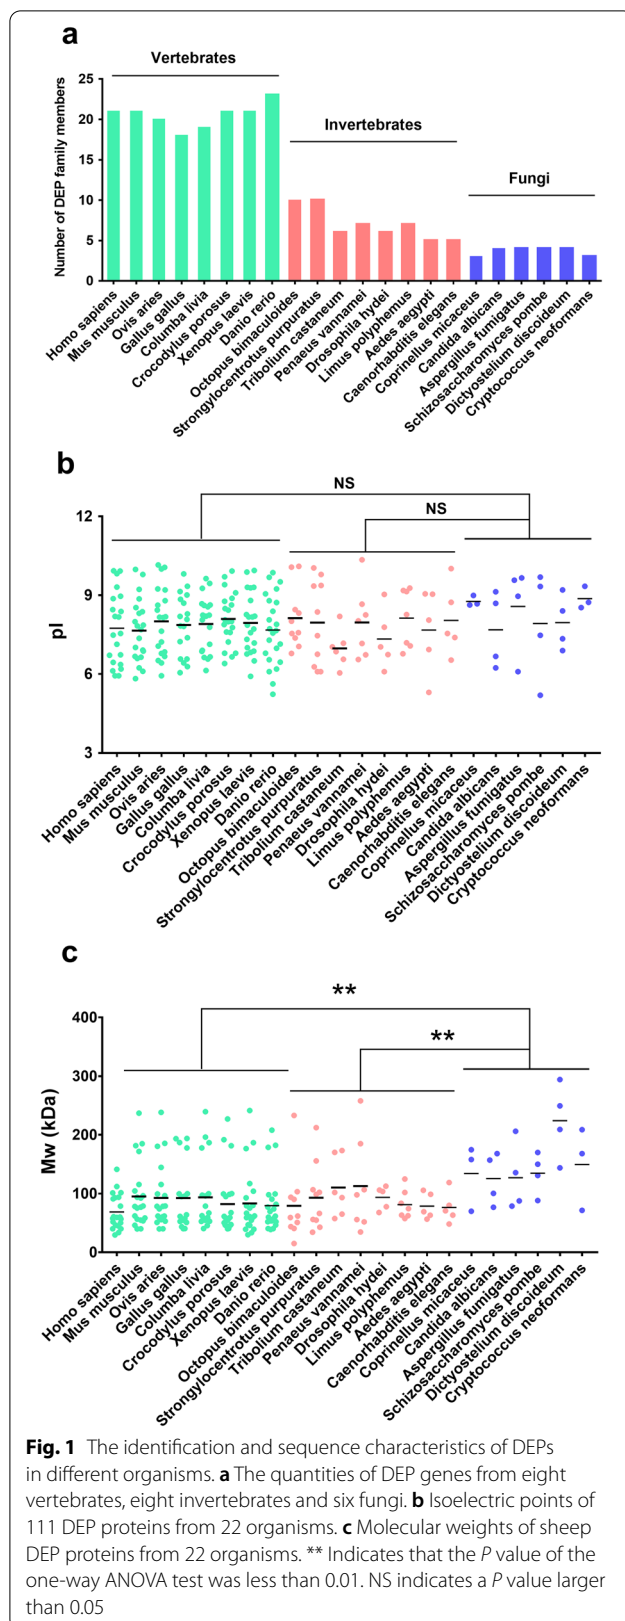 a
Vertebrates
Invertebrates
Fungi
Number of DEP family members
25
20
15
10
5
0
Homo sapiens
Mus musculus
Ovis aries
Gallus gallus
Columba livia
Crocodylus porosus
Xenopus laevis
Danio rerio
Octopus bimaculoides
Strongylocentrotus purpuratus
Tribolium castaneum
Penaeus vannamei
Drosophila hydei
Limus polyphemus
Aedes aegypti
Caenorhabditis elegans
Coprinellus micaceus
Candida albicans
Aspergillus fumigatus
Schizosaccharomyces pombe
Dictyostelium discoideum
Cryptococcus neoformans
b
NS
NS
pI
12
9
6
3
Homo sapiens
Mus musculus
Ovis aries
Gallus gallus
Columba livia
Crocodylus porosus
Xenopus laevis
Danio rerio
Octopus bimaculoides
Strongylocentrotus purpuratus
Tribolium castaneum
Penaeus vannamei
Drosophila hydei
Limus polyphemus
Aedes aegypti
Caenorhabditis elegans
Coprinellus micaceus
Candida albicans
Aspergillus fumigatus
Schizosaccharomyces pombe
Dictyostelium discoideum
Cryptococcus neoformans
c
**
**
Mw (kDa)
400
300
200
100
0
Homo sapiens
Mus musculus
Ovis aries
Gallus gallus
Columba livia
Crocodylus porosus
Xenopus laevis
Danio rerio
Octopus bimaculoides
Strongylocentrotus purpuratus
Tribolium castaneum
Penaeus vannamei
Drosophila hydei
Limus polyphemus
Aedes aegypti
Caenorhabditis elegans
Coprinellus micaceus
Candida albicans
Aspergillus fumigatus
Schizosaccharomyces pombe
Dictyostelium discoideum
Cryptococcus neoformans
Fig. 1 The identification and sequence characteristics of DEPs
in different organisms. a The quantities of DEP genes from eight
vertebrates, eight invertebrates and six fungi. b Isoelectric points of
111 DEP proteins from 22 organisms. c Molecular weights of sheep
DEP proteins from 22 organisms. ** Indicates that the P value of the
one-way ANOVA test was less than 0.01. NS indicates a P value larger
than 0.05